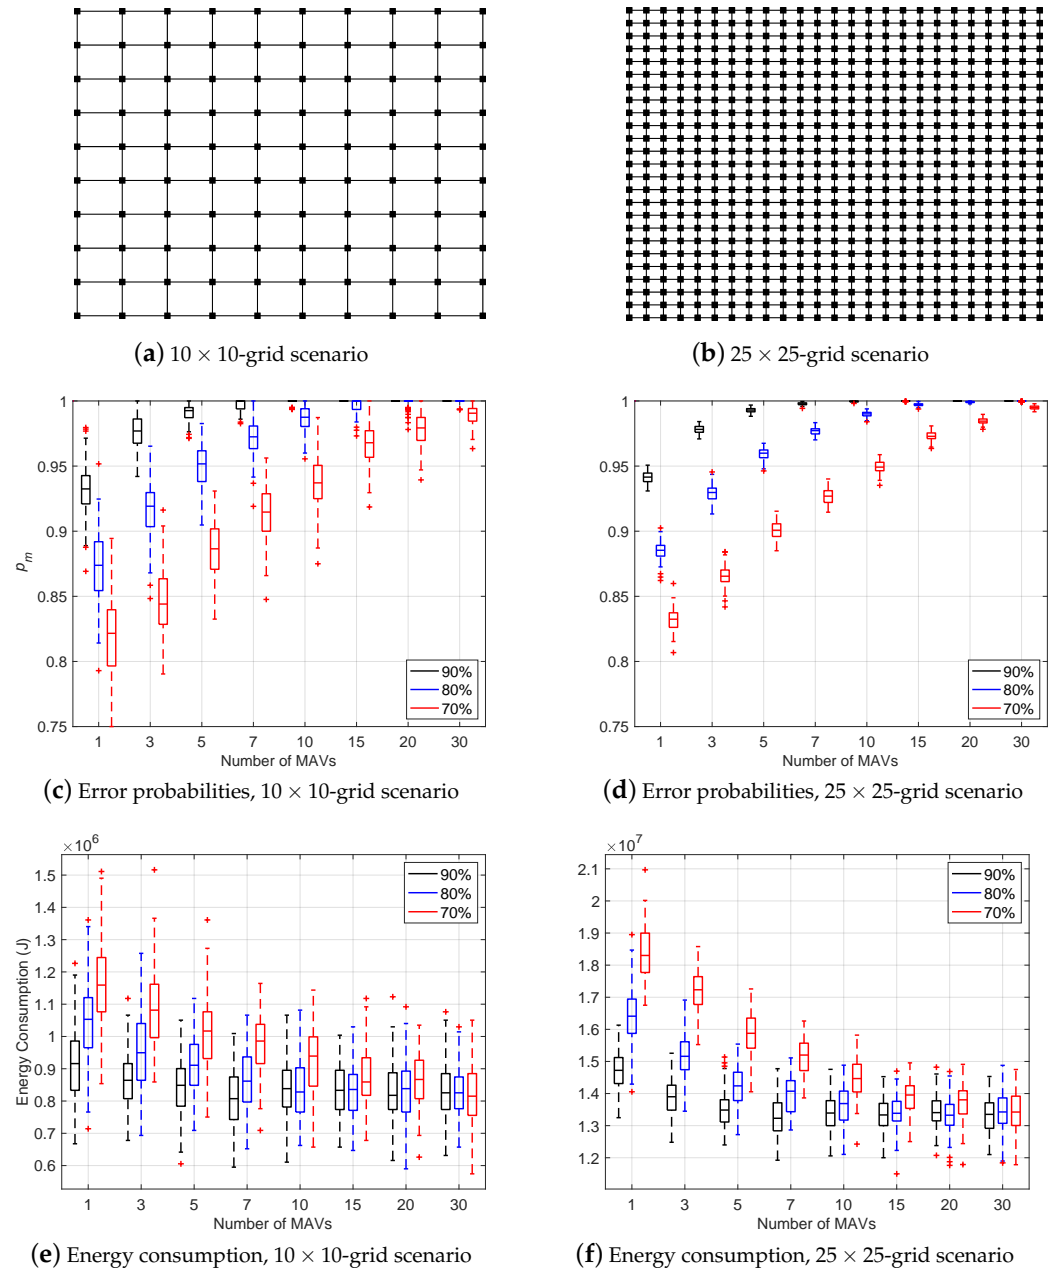 (a) 10 × 10-grid scenario
(b) 25 × 25-grid scenario
1
0.95
0.9
0.85
0.8
0.75
p_m
90%
80%
70%
1 3 5 7 10 15 20 30
Number of MAVs
(c) Error probabilities, 10 × 10-grid scenario
1
0.95
0.9
0.85
0.8
0.75
90%
80%
70%
1 3 5 7 10 15 20 30
Number of MAVs
(d) Error probabilities, 25 × 25-grid scenario
×10^6
1.5
1.4
1.3
1.2
1.1
1
0.9
0.8
0.7
0.6
Energy Consumption (J)
90%
80%
70%
1 3 5 7 10 15 20 30
Number of MAVs
(e) Energy consumption, 10 × 10-grid scenario
×10^7
2.1
2
1.9
1.8
1.7
1.6
1.5
1.4
1.3
1.2
90%
80%
70%
1 3 5 7 10 15 20 30
Number of MAVs
(f) Energy consumption, 25 × 25-grid scenario